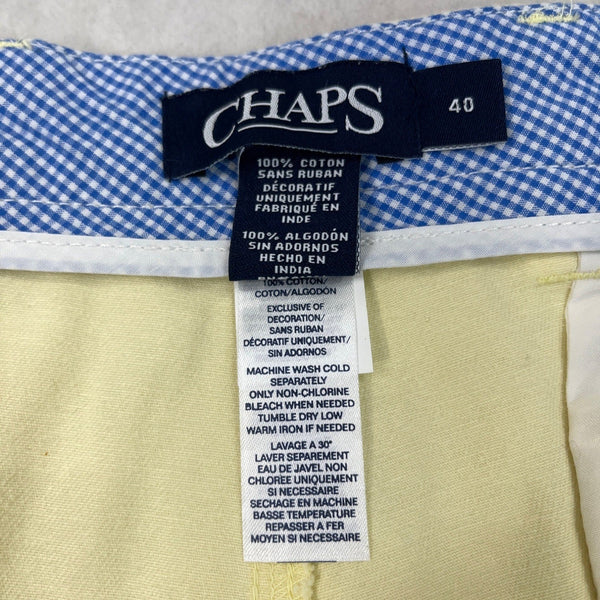 CHAPS
40
100% COTON
SANS RUBAN
DÉCORATIF
UNIQUEMENT
FABRIQUÉ EN
INDE
100% ALGODÓN
SIN ADORNOS
HECHO EN
INDIA
100% COTTON/
COTON/ALGODON
EXCLUSIVE OF
DECORATION/
SANS RUBAN
DÉCORATIF UNIQUEMENT/
SIN ADORNOS
MACHINE WASH COLD
SEPARATELY
ONLY NON-CHLORINE
BLEACH WHEN NEEDED
TUMBLE DRY LOW
WARM IRON IF NEEDED
LAVAGE A 30°
LAVER SEPAREMENT
EAU DE JAVEL NON
CHLOREE UNIQUEMENT
SI NECESSAIRE
SECHAGE EN MACHINE
BASSE TEMPERATURE
REPASSER A FER
MOYEN SI NECESSAIRE